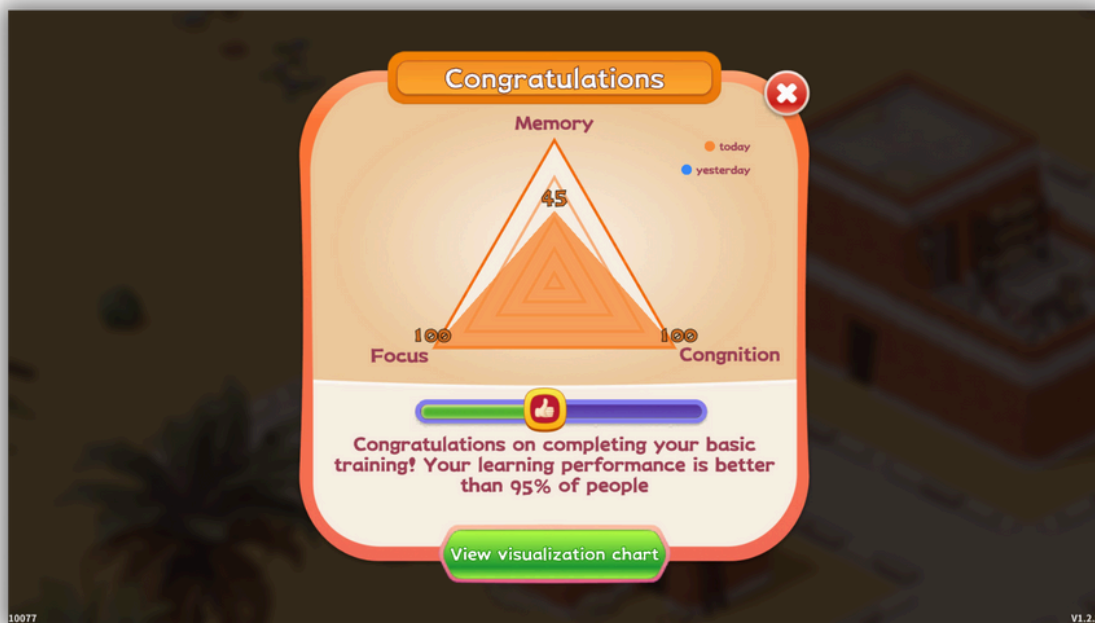 Congratulations
Memory
today
yesterday
45
100
100
Focus
Congnition
Congratulations on completing your basic
training! Your learning performance is better
than 95% of people
View visualization chart
10077
V1.2.